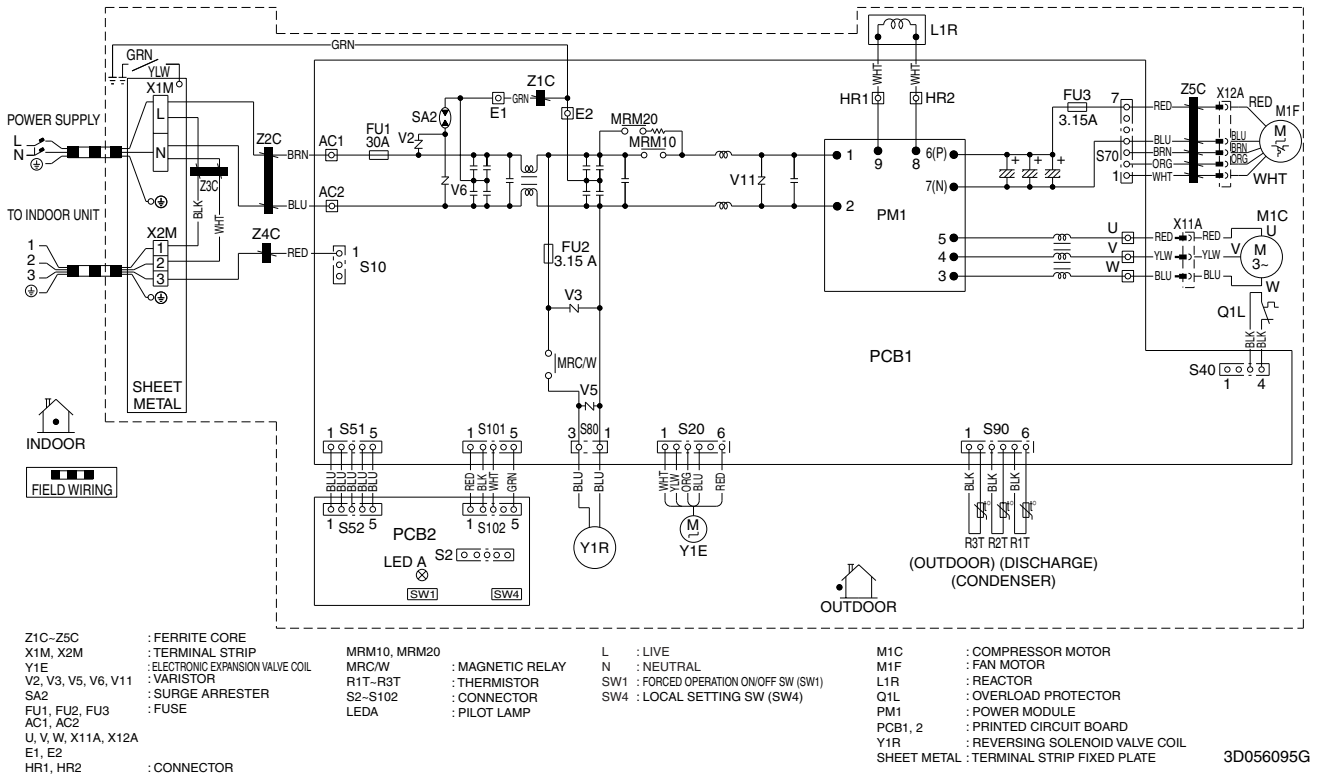 GRN
GRN
YLW
X1M
L
N
POWER SUPPLY
L
N
TO INDOOR UNIT
1
2
3
X2M
1
2
3
SHEET
METAL
INDOOR
FIELD WIRING
Z3C
BLK
WHT
Z2C
Z4C
BRN
BLU
RED
AC1
AC2
1
S10
FU1
30A
V2
SA2
E1
GRN
Z1C
E2
V6
MRM20
MRM10
V11
FU2
3.15 A
V3
MRC/W
V5
L1R
WHT
WHT
HR1
HR2
9
8
1
2
6(P)
7(N)
PM1
5
4
3
FU3
3.15A
7
S70
1
RED
BLU
BRN
ORG
WHT
Z5C
X12A
RED
BLU
BRN
ORG
WHT
M1F
M
U
V
W
RED
YLW
BLU
X11A
RED
YLW
BLU
M1C
U
V
W
M
3~
Q1L
BLK
BLK
S40
1
4
PCB1
1 S51 5
BLU
BLU
BLU
BLU
BLU
1 S52 5
1 S101 5
RED
BLK
WHT
GRN
1 S102 5
PCB2
S2
LED A
SW1
SW4
3 S80 1
BLU
BLU
Y1R
1 S20 6
WHT
YLW
ORG
BLU
RED
M
Y1E
1 S90 6
BLK
BLK
BLK
t°
t°
t°
R3T R2T R1T
(OUTDOOR) (DISCHARGE)
(CONDENSER)
OUTDOOR
Z1C~Z5C : FERRITE CORE
X1M, X2M : TERMINAL STRIP
Y1E : ELECTRONIC EXPANSION VALVE COIL
V2, V3, V5, V6, V11 : VARISTOR
SA2 : SURGE ARRESTER
FU1, FU2, FU3 : FUSE
AC1, AC2
U, V, W, X11A, X12A
E1, E2
HR1, HR2 : CONNECTOR
MRM10, MRM20
MRC/W : MAGNETIC RELAY
R1T~R3T : THERMISTOR
S2~S102 : CONNECTOR
LEDA : PILOT LAMP
L : LIVE
N : NEUTRAL
SW1 : FORCED OPERATION ON/OFF SW (SW1)
SW4 : LOCAL SETTING SW (SW4)
M1C : COMPRESSOR MOTOR
M1F : FAN MOTOR
L1R : REACTOR
Q1L : OVERLOAD PROTECTOR
PM1 : POWER MODULE
PCB1, 2 : PRINTED CIRCUIT BOARD
Y1R : REVERSING SOLENOID VALVE COIL
SHEET METAL : TERMINAL STRIP FIXED PLATE
3D056095G